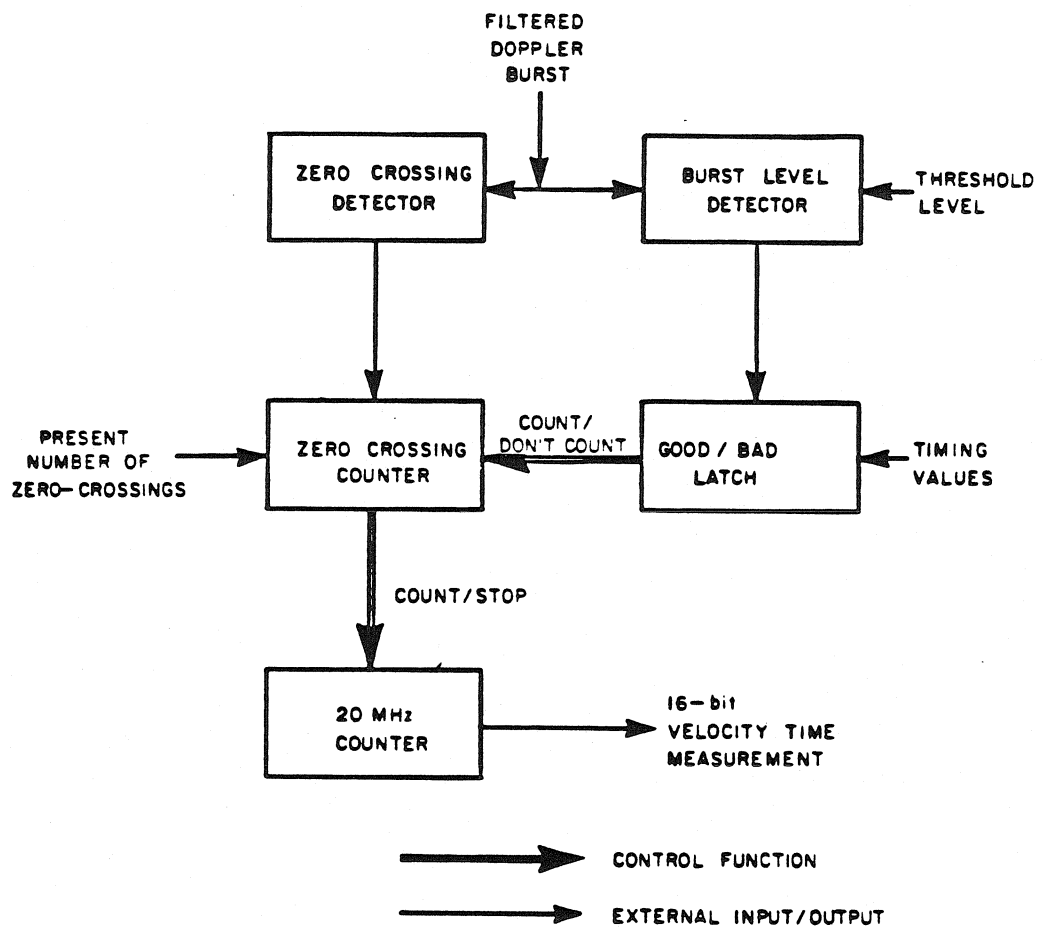 FILTERED
DOPPLER
BURST
ZERO CROSSING
DETECTOR
BURST LEVEL
DETECTOR
THRESHOLD
LEVEL
PRESENT
NUMBER OF
ZERO-CROSSINGS
ZERO CROSSING
COUNTER
COUNT/
DON'T COUNT
GOOD / BAD
LATCH
TIMING
VALUES
COUNT/STOP
20 MHz
COUNTER
16-bit
VELOCITY TIME
MEASUREMENT
CONTROL FUNCTION
EXTERNAL INPUT/OUTPUT